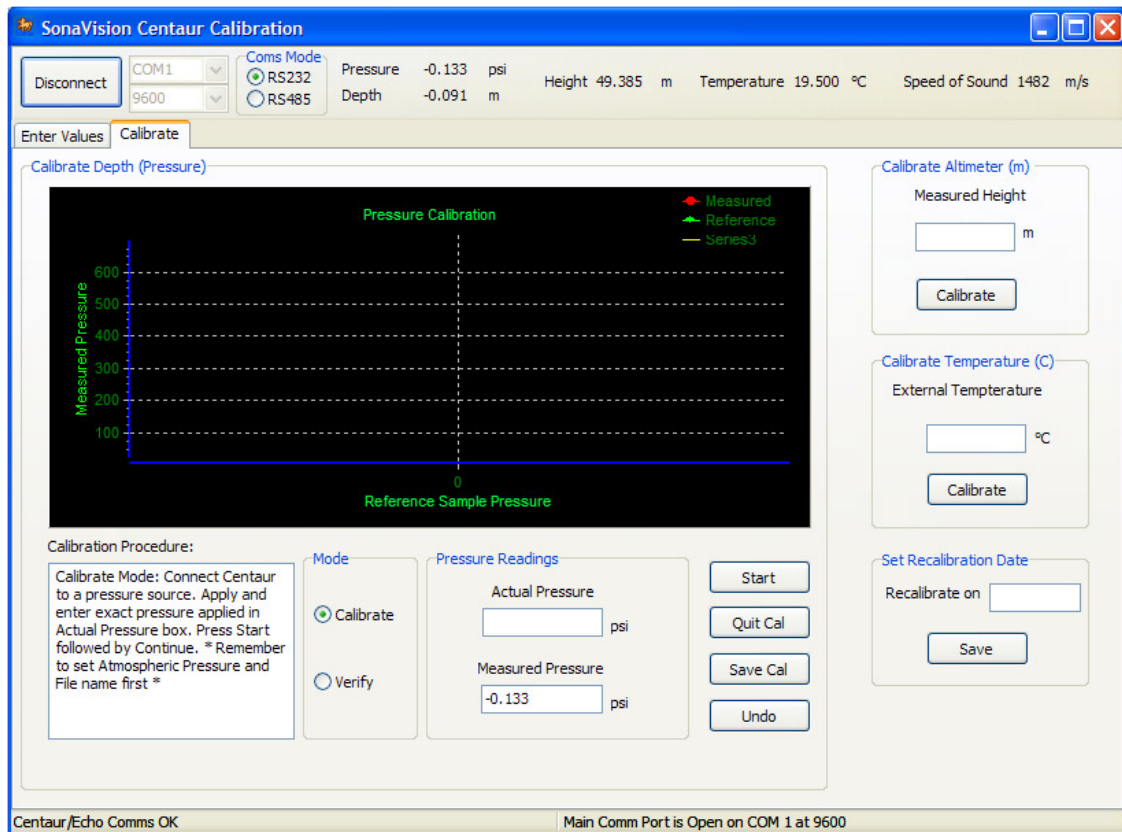 SonaVision Centaur Calibration
Disconnect
COM1
9600
Coms Mode
RS232
RS485
Pressure -0.133 psi
Depth -0.091 m
Height 49.385 m
Temperature 19.500 ºC
Speed of Sound 1482 m/s
Enter Values
Calibrate
Calibrate Depth (Pressure)
Pressure Calibration
Measured
Reference
Series3
Measured Pressure
600
500
400
300
200
100
0
Reference Sample Pressure
Calibration Procedure:
Calibrate Mode: Connect Centaur
to a pressure source. Apply and
enter exact pressure applied in
Actual Pressure box. Press Start
followed by Continue. * Remember
to set Atmospheric Pressure and
File name first *
Mode
Calibrate
Verify
Pressure Readings
Actual Pressure
psi
Measured Pressure
-0.133 psi
Start
Quit Cal
Save Cal
Undo
Calibrate Altimeter (m)
Measured Height
m
Calibrate
Calibrate Temperature (C)
External Tempterature
ºC
Calibrate
Set Recalibration Date
Recalibrate on
Save
Centaur/Echo Comms OK
Main Comm Port is Open on COM 1 at 9600